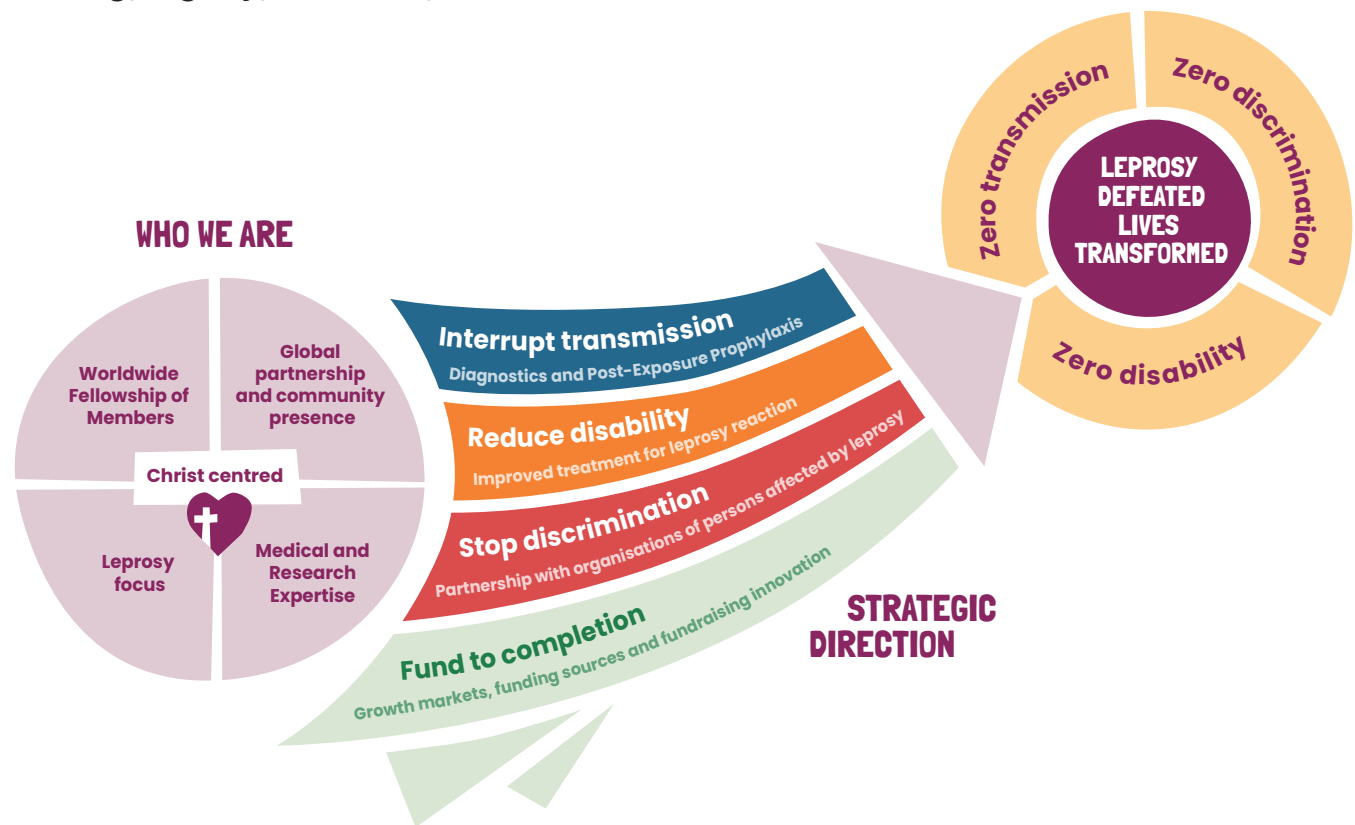 WHO WE ARE
Worldwide
Fellowship of
Members
Global
partnership
and community
presence
Christ centred
Leprosy
focus
Medical and
Research
Expertise
Interrupt transmission
Diagnostics and Post-Exposure Prophylaxis
Reduce disability
Improved treatment for leprosy reaction
Stop discrimination
Partnership with organisations of persons affected by leprosy
Fund to completion
Growth markets, funding sources and fundraising innovation
STRATEGIC
DIRECTION
Zero transmission
Zero discrimination
Zero disability
LEPROSY
DEFEATED
LIVES
TRANSFORMED